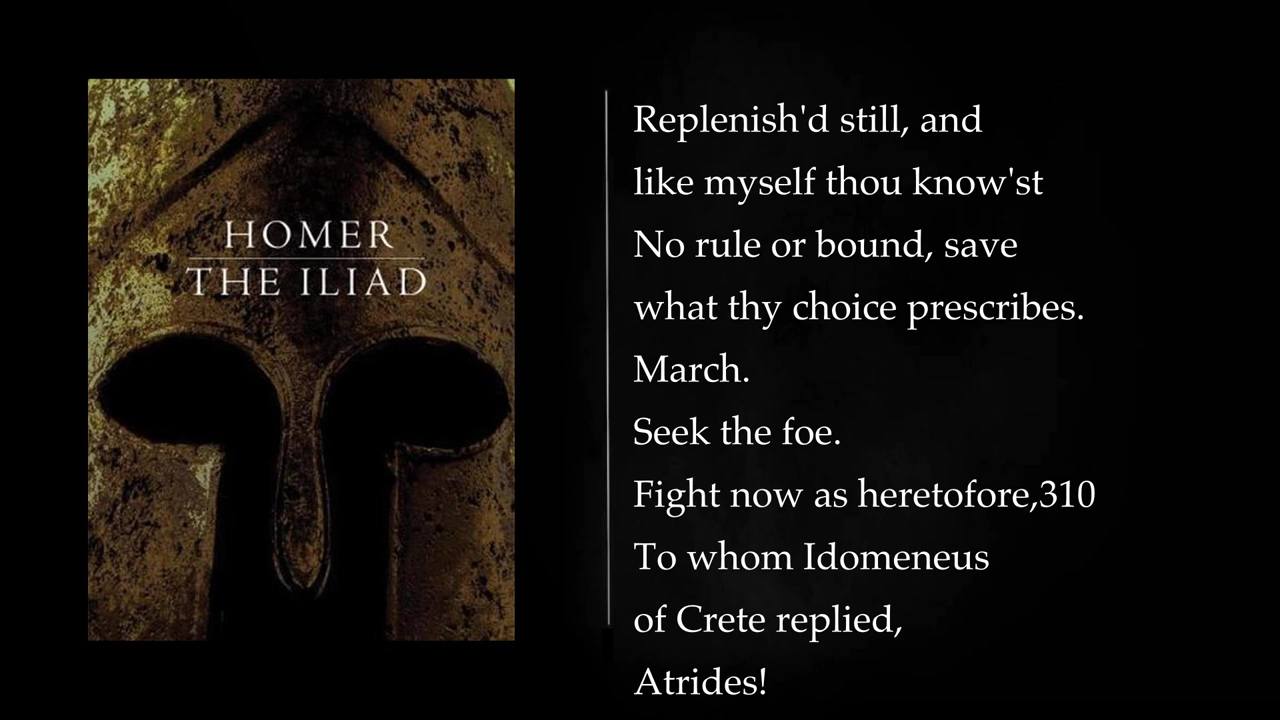 HOMER
THE ILIAD
Replenish'd still, and
like myself thou know'st
No rule or bound, save
what thy choice prescribes.
March.
Seek the foe.
Fight now as heretofore,310
To whom Idomeneus
of Crete replied,
Atrides!